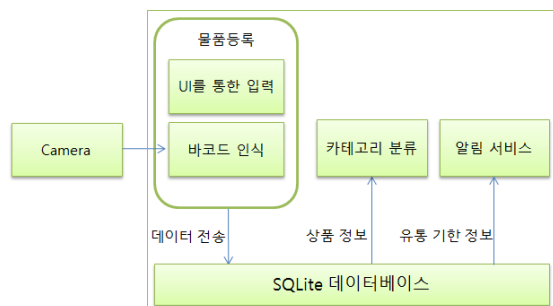 물품등록
UI를 통한 입력
Camera
바코드 인식
카테고리 분류
알림 서비스
데이터 전송
상품 정보
유통 기한 정보
SQLite 데이터베이스